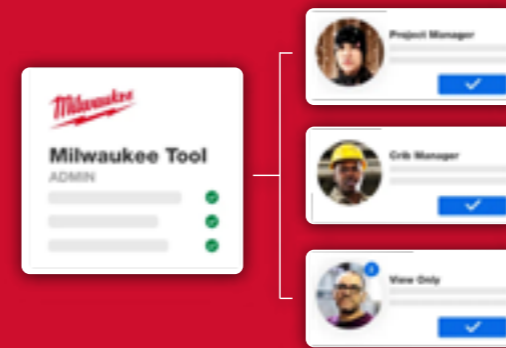 Milwaukee
Milwaukee Tool
ADMIN
Project Manager
Crib Manager
View Only